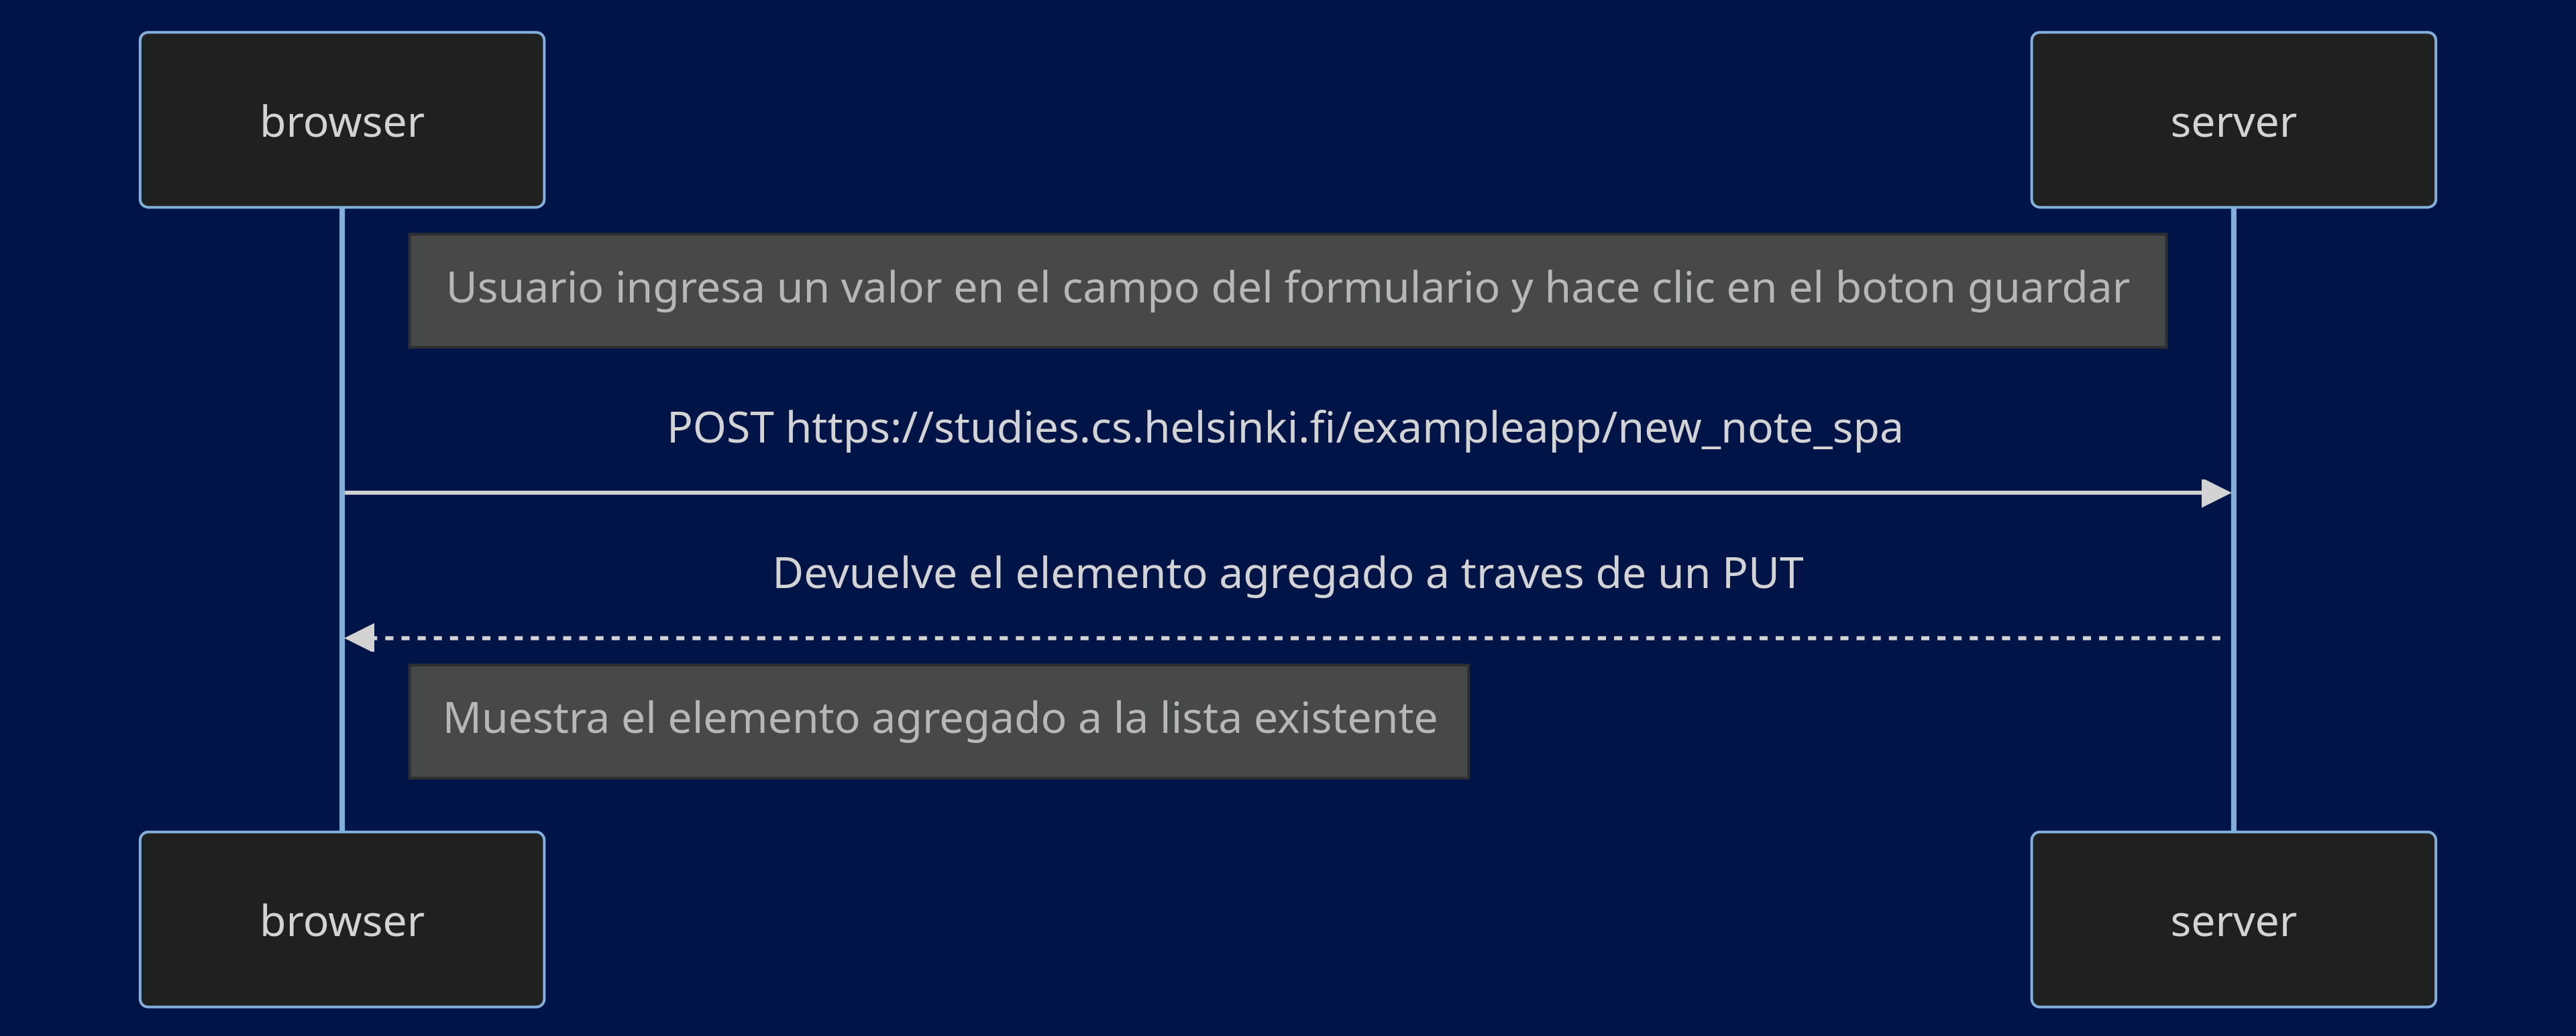 browser
server
Usuario ingresa un valor en el campo del formulario y hace clic en el boton guardar
POST https://studies.cs.helsinki.fi/exampleapp/new_note_spa
Devuelve el elemento agregado a traves de un PUT
Muestra el elemento agregado a la lista existente
browser
server